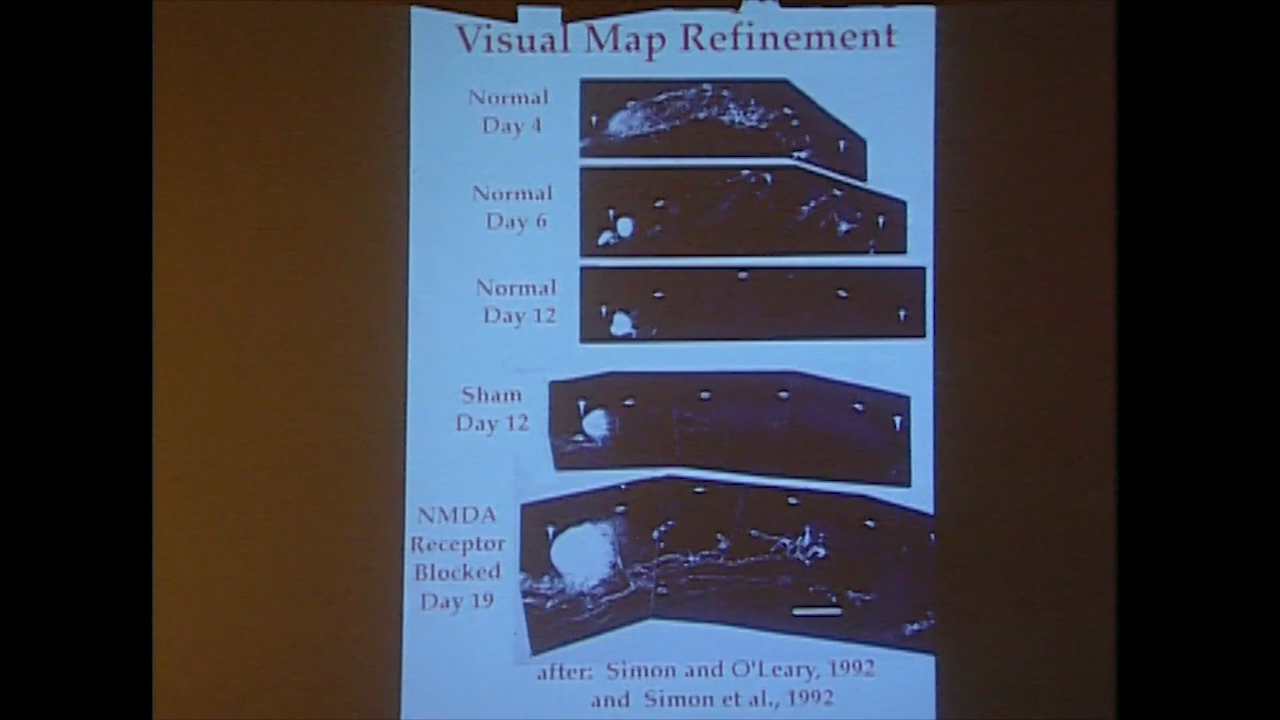 Visual Map Refinement
Normal
Day 4
Normal
Day 6
Normal
Day 12
Sham
Day 12
NMDA
Receptor
Blocked
Day 19
after: Simon and O'Leary, 1992
and Simon et al., 1992